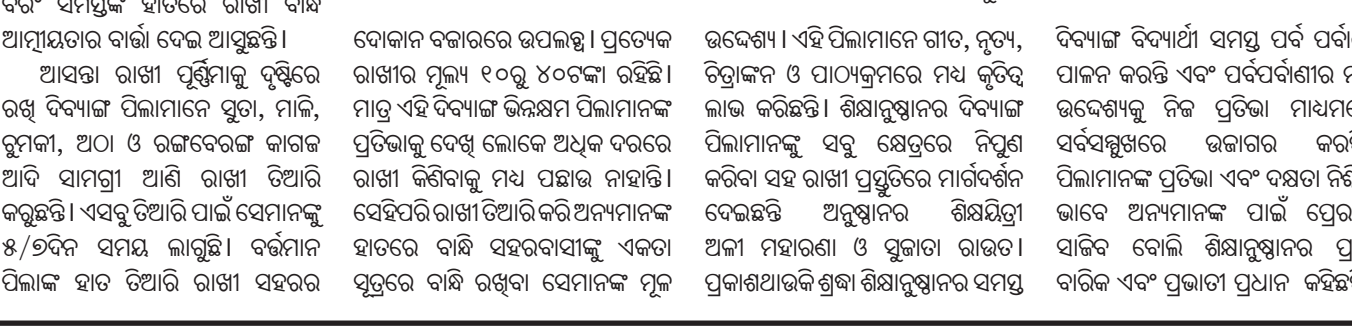 ବରଂ ସମସ୍ତଙ୍କ ହାତରେ ରାଖୀ ବାନ୍ଧି
ଆତ୍ମୀୟତାର ବାର୍ତ୍ତା ଦେଇ ଆସୁଛନ୍ତି।
ଆସନ୍ତା ରାଖୀ ପୂର୍ଣ୍ଣିମାକୁ ଦୃଷ୍ଟିରେ
ରଖି ଦିବ୍ୟାଙ୍ଗ ପିଲାମାନେ ସୁତା, ମାଳି,
ଚୁମକୀ, ଅଠା ଓ ରଙ୍ଗବେରଙ୍ଗ କାଗଜ
ଆଦି ସାମଗ୍ରୀ ଆଣି ରାଖୀ ତିଆରି
କରୁଛନ୍ତି। ଏସବୁ ତିଆରି ପାଇଁ ସେମାନଙ୍କୁ
୫/୭ଦିନ ସମୟ ଲାଗୁଛି। ବର୍ତ୍ତମାନ
ପିଲାଙ୍କ ହାତ ତିଆରି ରାଖୀ ସହରର
ଦୋକାନ ବଜାରରେ ଉପଲବ୍ଧ। ପ୍ରତ୍ୟେକ
ରାଖୀର ମୂଲ୍ୟ ୧୦ରୁ ୪୦ଟଙ୍କା ରହିଛି।
ମାତ୍ର ଏହି ଦିବ୍ୟାଙ୍ଗ ଭିନ୍ନକ୍ଷମ ପିଲାମାନଙ୍କ
ପ୍ରତିଭାକୁ ଦେଖି ଲୋକେ ଅଧିକ ଦରରେ
ରାଖୀ କିଣିବାକୁ ମଧ୍ୟ ପଛାଉ ନାହାନ୍ତି।
ସେହିପରି ରାଖୀ ତିଆରି କରି ଅନ୍ୟମାନଙ୍କ
ହାତରେ ବାନ୍ଧି ସହରବାସୀଙ୍କୁ ଏକତା
ସୂତ୍ରରେ ବାନ୍ଧି ରଖିବା ସେମାନଙ୍କ ମୂଳ
ଉଦ୍ଦେଶ୍ୟ। ଏହି ପିଲାମାନେ ଗୀତ, ନୃତ୍ୟ,
ଚିତ୍ରାଙ୍କନ ଓ ପାଠ୍ୟକ୍ରମରେ ମଧ୍ୟ କୃତିତ୍ୱ
ଲାଭ କରିଛନ୍ତି। ଶିକ୍ଷାନୁଷ୍ଠାନର ଦିବ୍ୟାଙ୍ଗ
ପିଲାମାନଙ୍କୁ ସବୁ କ୍ଷେତ୍ରରେ ନିପୁଣ
କରିବା ସହ ରାଖୀ ପ୍ରସ୍ତୁତିରେ ମାର୍ଗଦର୍ଶନ
ଦେଇଛନ୍ତି ଅନୁଷ୍ଠାନର ଶିକ୍ଷୟିତ୍ରୀ
ଅଳୀ ମହାରଣା ଓ ସୁଜାତା ରାଉତ।
ପ୍ରକାଶଥାଉକି ଶ୍ରଦ୍ଧା ଶିକ୍ଷାନୁଷ୍ଠାନର ସମସ୍ତ
ଦିବ୍ୟାଙ୍ଗ ବିଦ୍ୟାର୍ଥୀ ସମସ୍ତ ପର୍ବ
ପାଳନ କରନ୍ତି ଏବଂ ପର୍ବପର୍ବାଣୀର
ଉଦ୍ଦେଶ୍ୟକୁ ନିଜ ପ୍ରତିଭା
ସର୍ବସମ୍ମୁଖରେ ଉଜାଗର
ପିଲାମାନଙ୍କ ପ୍ରତିଭା ଏବଂ ଦକ୍ଷତା
ଭାବେ ଅନ୍ୟମାନଙ୍କ ପାଇଁ
ସାଜିବ ବୋଲି ଶିକ୍ଷାନୁଷ୍ଠାନର
ବାରିକ ଏବଂ ପ୍ରଭାତୀ ପ୍ରଧାନ